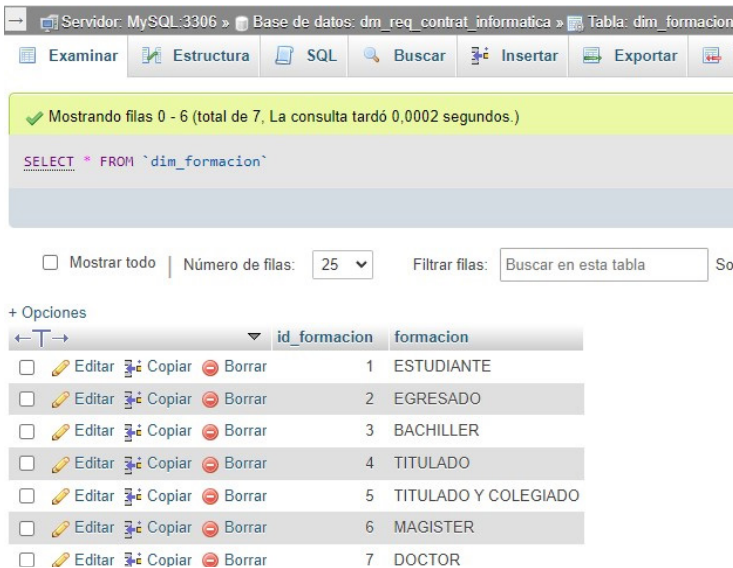 Servidor: MySQL:3306 » Base de datos: dm_req_contrat_informatica » Tabla: dim_formacion
Examinar Estructura SQL Buscar Insertar Exportar
Mostrando filas 0 - 6 (total de 7, La consulta tardó 0,0002 segundos.)
SELECT * FROM `dim_formacion`
Mostrar todo | Número de filas: 25 Filtrar filas: Buscar en esta tabla So
+ Opciones
←T→ id_formacion formacion
Editar Copiar Borrar 1 ESTUDIANTE
Editar Copiar Borrar 2 EGRESADO
Editar Copiar Borrar 3 BACHILLER
Editar Copiar Borrar 4 TITULADO
Editar Copiar Borrar 5 TITULADO Y COLEGIADO
Editar Copiar Borrar 6 MAGISTER
Editar Copiar Borrar 7 DOCTOR